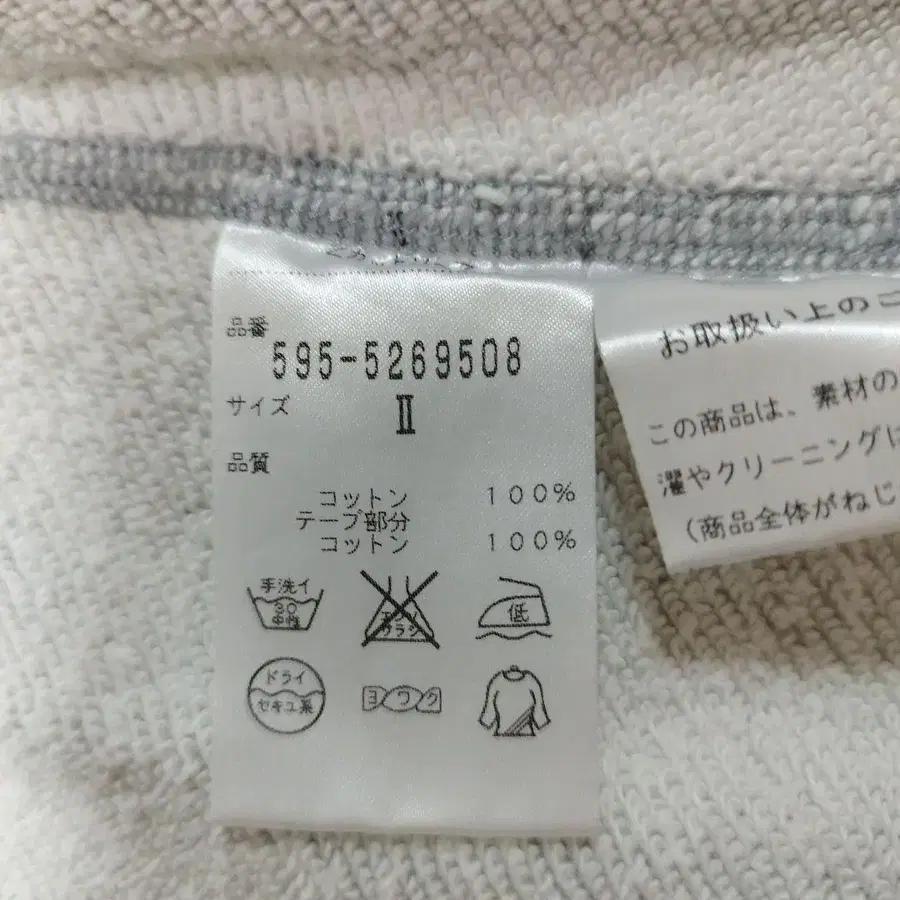 品番
595-5269508
サイズ
II
品質
コットン 100%
テープ部分
コットン 100%
手洗イ
30
中性
エンソ
サラシ
低
ドライ
セキユ系
ヨワク
お取扱い上のご
この商品は、素材の
濯やクリーニングに
(商品全体がねじ